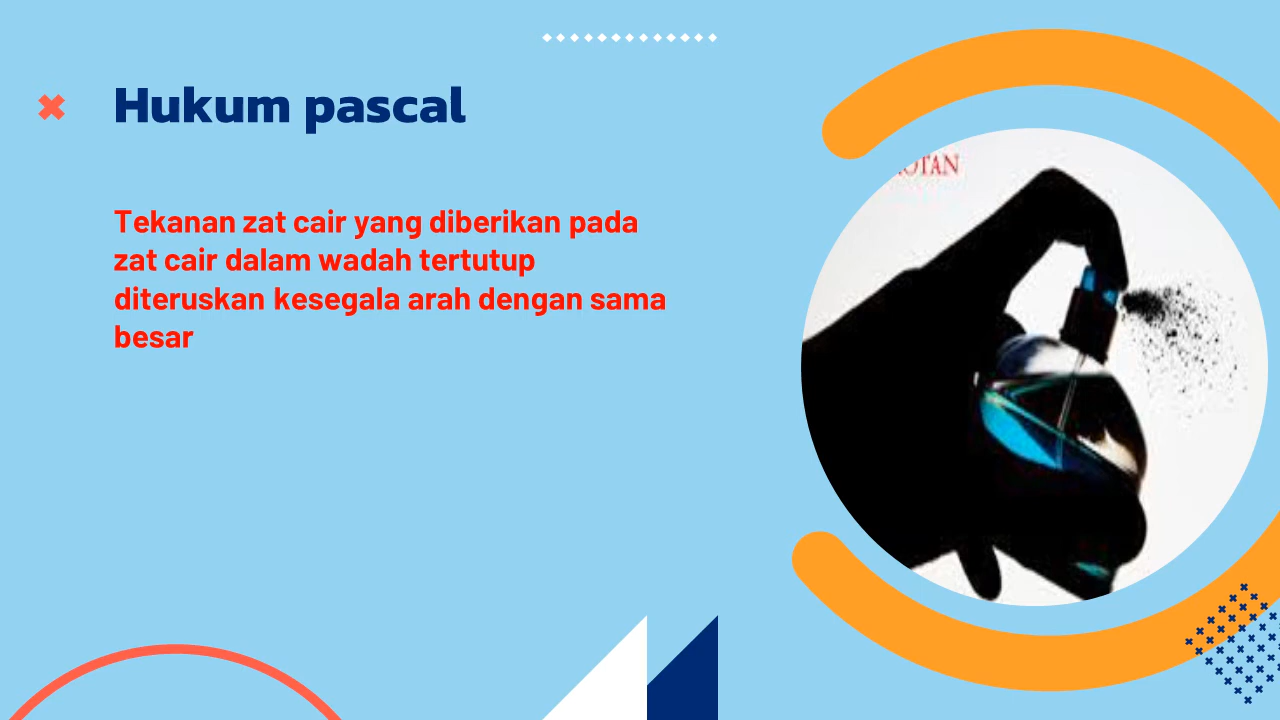 Hukum pascal
Tekanan zat cair yang diberikan pada
zat cair dalam wadah tertutup
diteruskan kesegala arah dengan sama
besar